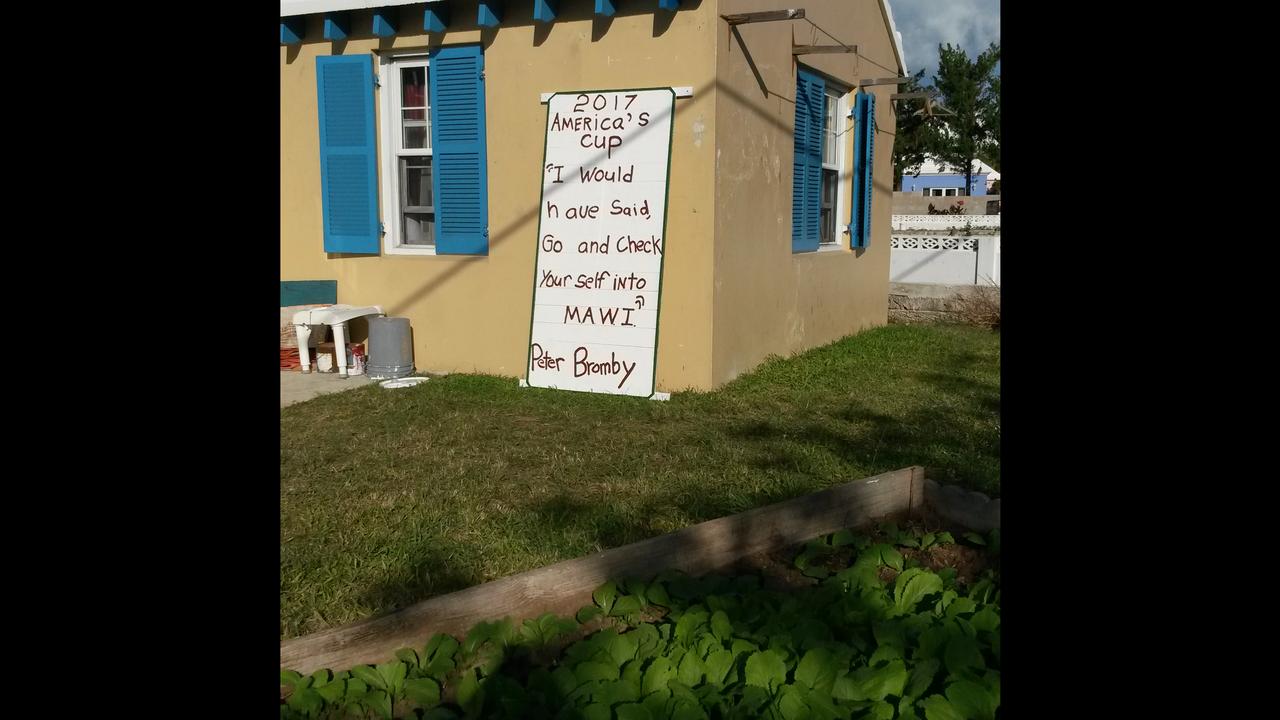 2017
AMERICA'S
CUP
"I Would
have Said,
Go and Check
Your self into
MAWI."
Peter Bromby